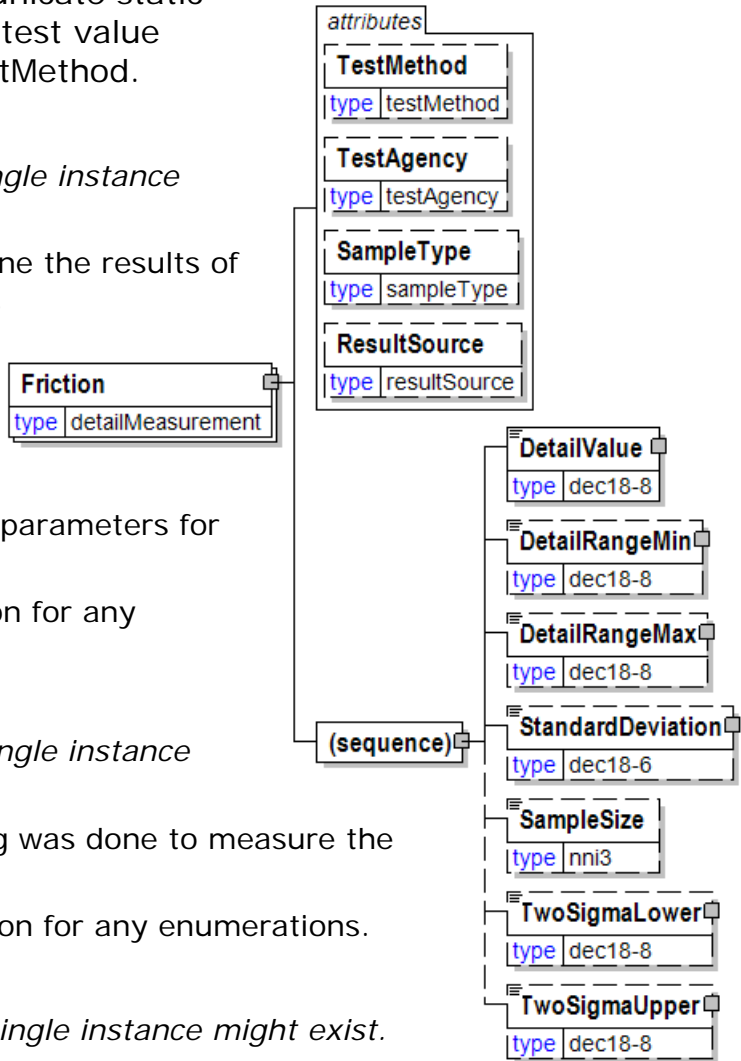 unicate static
test value
tMethod.
ngle instance
ne the results of
parameters for
on for any
ngle instance
g was done to measure the
on for any enumerations.
ingle instance might exist.
Friction
type detailMeasurement
attributes
TestMethod
type testMethod
TestAgency
type testAgency
SampleType
type sampleType
ResultSource
type resultSource
(sequence)
DetailValue
type dec18-8
DetailRangeMin
type dec18-8
DetailRangeMax
type dec18-8
StandardDeviation
type dec18-6
SampleSize
type nni3
TwoSigmaLower
type dec18-8
TwoSigmaUpper
type dec18-8